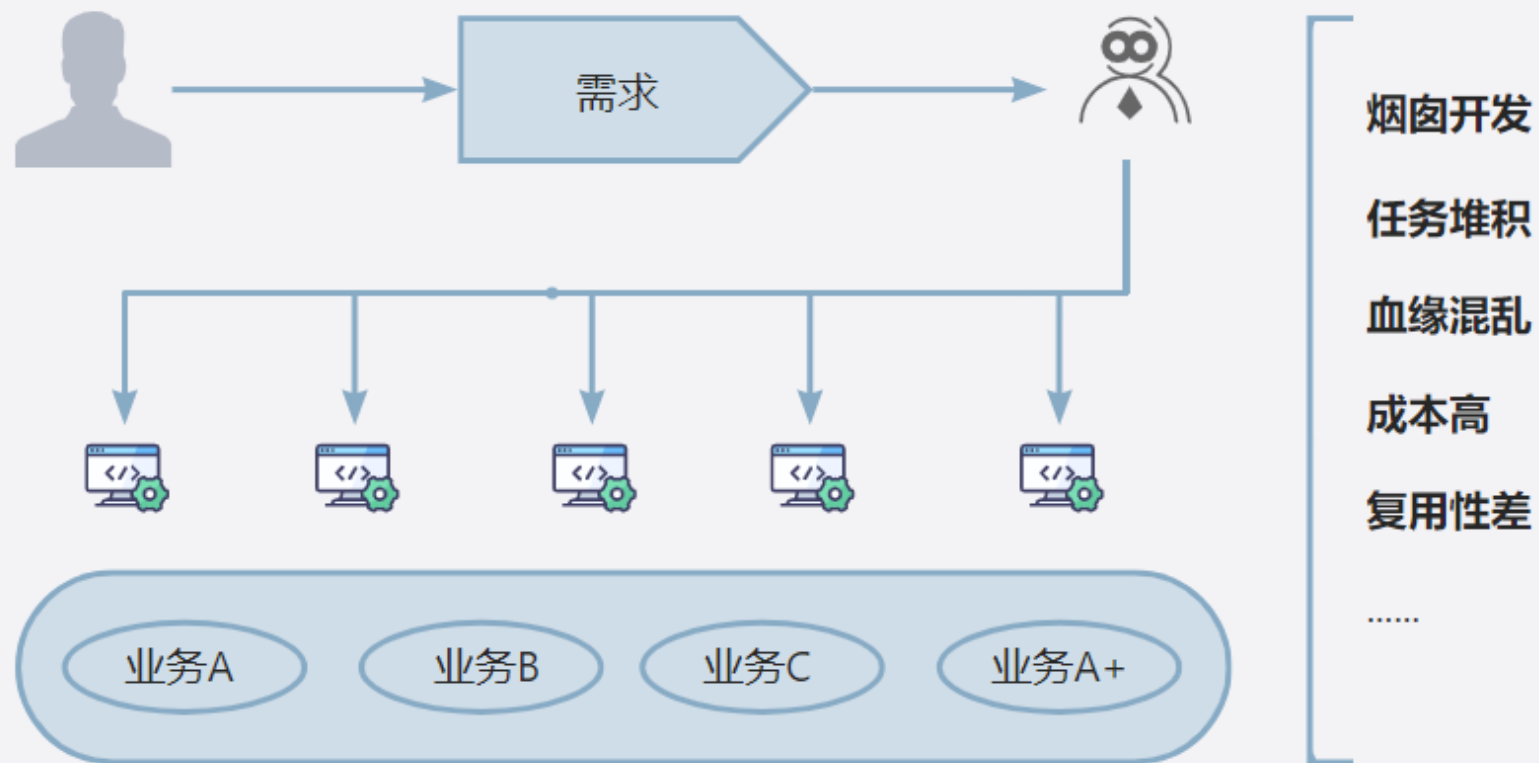 需求
烟囱开发
任务堆积
血缘混乱
成本高
复用性差
......
</>
</>
</>
</>
</>
业务A
业务B
业务C
业务A+